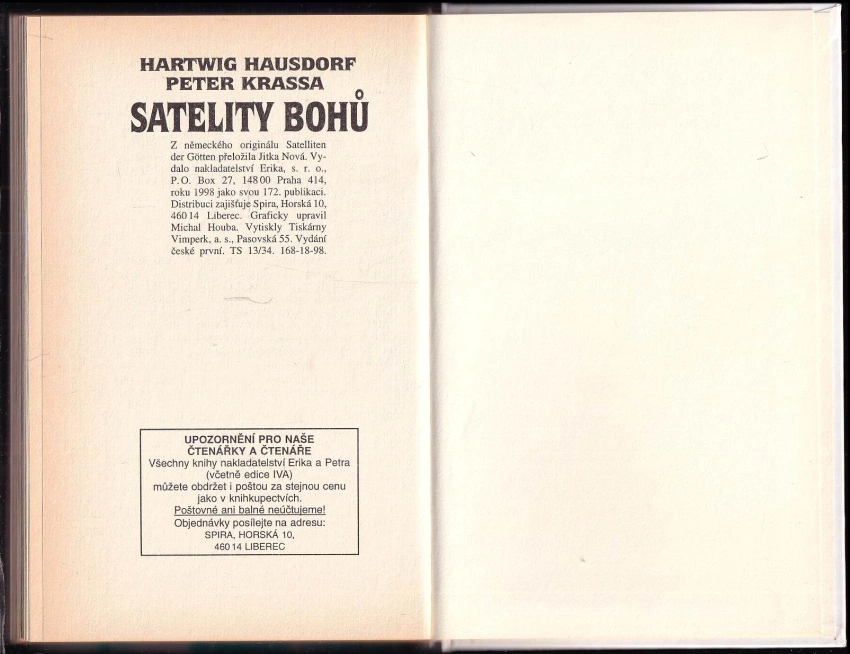 HARTWIG HAUSDORF
PETER KRASSA
SATELITY BOHŮ
Z německého originálu Satelliten
der Götten přeložila Jitka Nová. Vy-
dalo nakladatelství Erika, s. r. o.,
P. O. Box 27, 148 00 Praha 414,
roku 1998 jako svou 172. publikaci.
Distribuci zajišťuje Spira, Horská 10,
460 14 Liberec. Graficky upravil
Michal Houba. Vytiskly Tiskárny
Vimperk, a. s., Pasovská 55. Vydání
české první. TS 13/34. 168-18-98.
UPOZORNĚNÍ PRO NAŠE
ČTENÁŘKY A ČTENÁŘE
Všechny knihy nakladatelství Erika a Petra
(včetně edice IVA)
můžete obdržet i poštou za stejnou cenu
jako v knihkupectvích.
Poštovné ani balné neúčtujeme!
Objednávky posílejte na adresu:
SPIRA, HORSKÁ 10,
460 14 LIBEREC